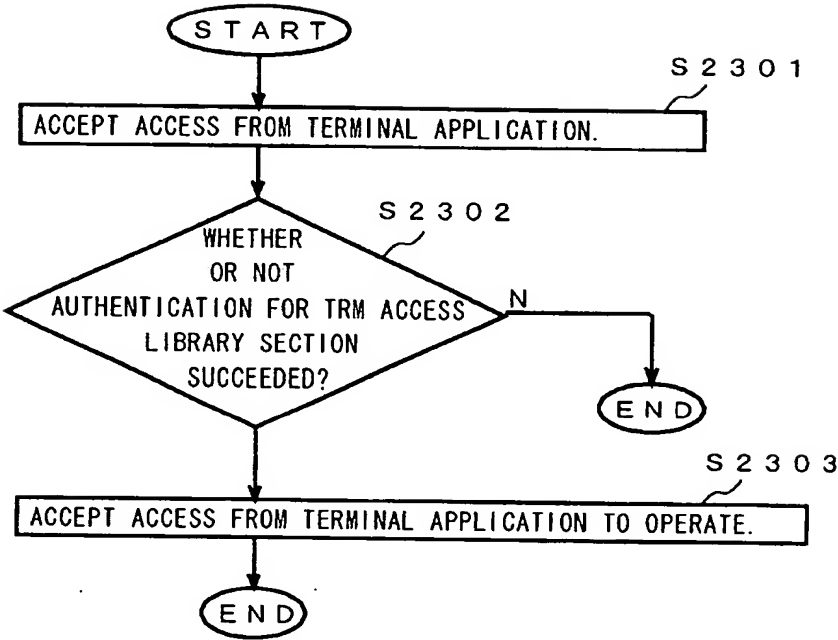 START
S2301
ACCEPT ACCESS FROM TERMINAL APPLICATION.
S2302
WHETHER
OR NOT
AUTHENTICATION FOR TRM ACCESS
LIBRARY SECTION
SUCCEEDED?
N
END
S2303
ACCEPT ACCESS FROM TERMINAL APPLICATION TO OPERATE.
END